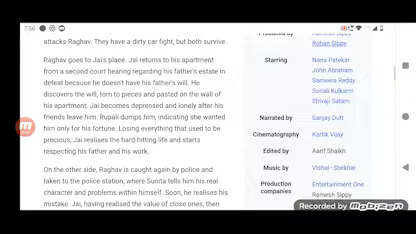 7:56
attacks Raghav. They have a dirty car fight, but both survive.
Raghav goes to Jai's place. Jai returns to his apartment
from a second court hearing regarding his father's estate in
defeat because he doesn't have his father's will. He
discovers the will, torn to pieces and pasted on the wall of
his apartment. Jai becomes depressed and lonely after his
friends leave him. Rupali dumps him, indicating she wanted
him only for his fortune. Losing everything that used to be
precious, Jai realises the hard-hitting life and starts
respecting his father and his work.
On the other side, Raghav is caught again by police and
taken to the police station, where Sunita tells him his real
character and problems within himself. Soon, he realises his
mistake. Jai, having realised the value of close ones, then
Produced by
Rohan Sippy
Starring Nana Patekar
John Abraham
Sameera Reddy
Sonali Kulkarni
Shivaji Satam
Narrated by Sanjay Dutt
Cinematography Kartik Vijay
Edited by Aarif Shaikh
Music by Vishal–Shekhar
Production Entertainment One
companies Ramesh Sippy
Recorded by Mobizen